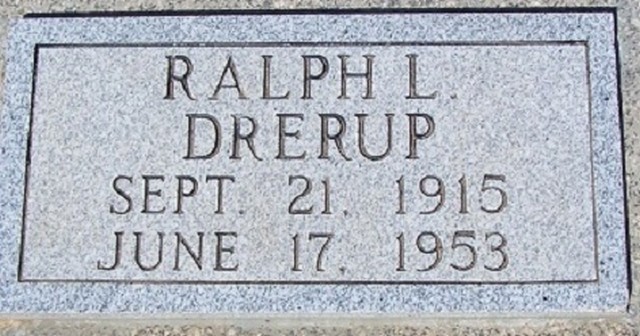 RALPH L.
DRERUP
SEPT. 21, 1915
JUNE 17, 1953